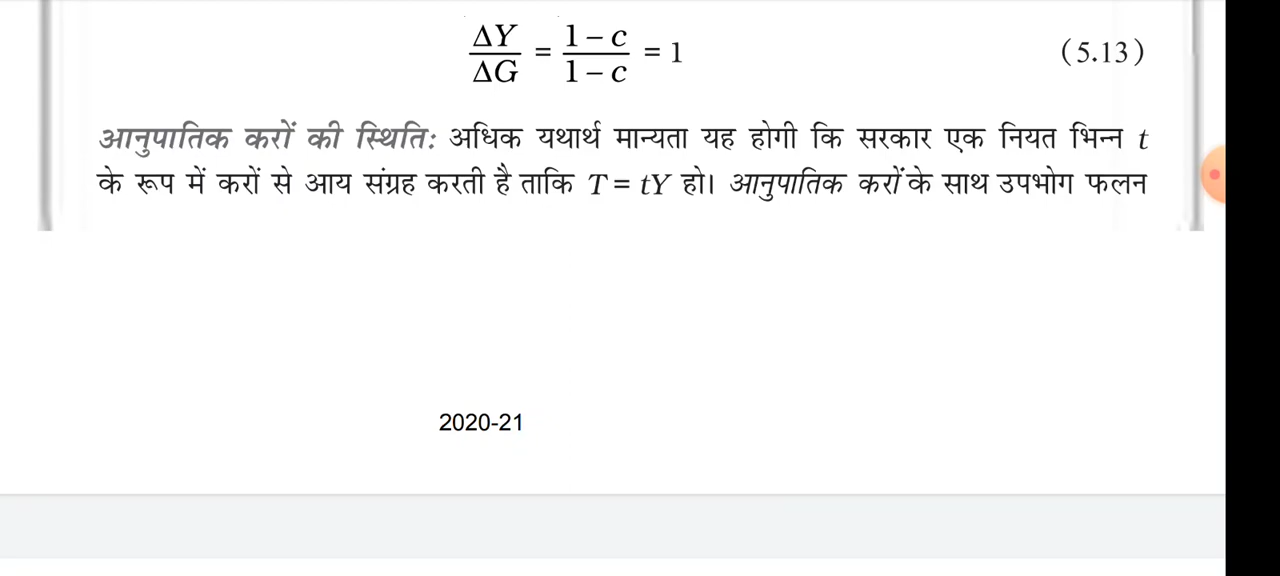 ΔY/ΔG = 1 – c/1 – c = 1 (5.13)
आनुपातिक करों की स्थितिः अधिक यथार्थ मान्यता यह होगी कि सरकार एक नियत भिन्न t
के रूप में करों से आय संग्रह करती है ताकि T = tY हो। आनुपातिक करों के साथ उपभोग फलन
2020-21